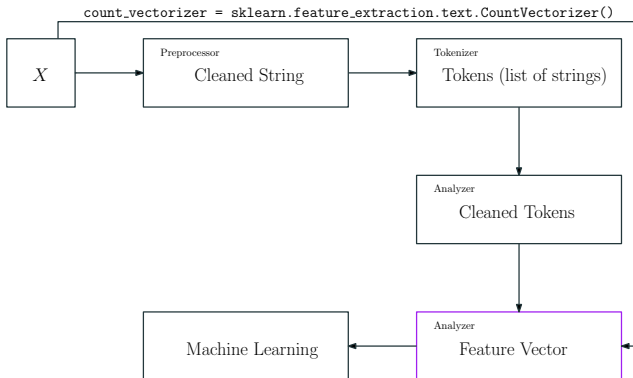 count_vectorizer = sklearn.feature_extraction.text.CountVectorizer()
X
Preprocessor
Cleaned String
Tokenizer
Tokens (list of strings)
Analyzer
Cleaned Tokens
Machine Learning
Analyzer
Feature Vector